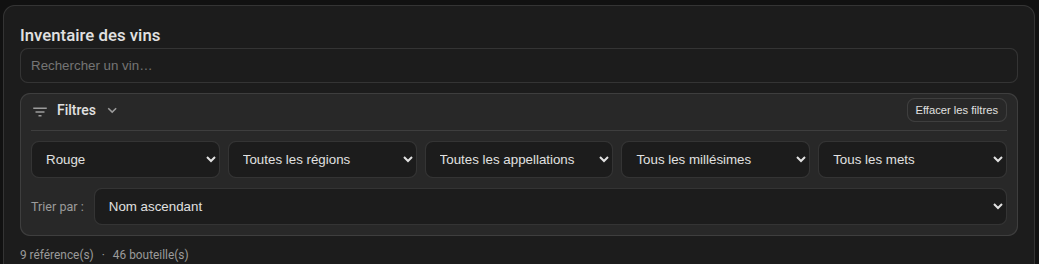 Inventaire des vins
Rechercher un vin…
Filtres Effacer les filtres
Rouge Toutes les régions Toutes les appellations Tous les millésimes Tous les mets
Trier par : Nom ascendant
9 référence(s) · 46 bouteille(s)